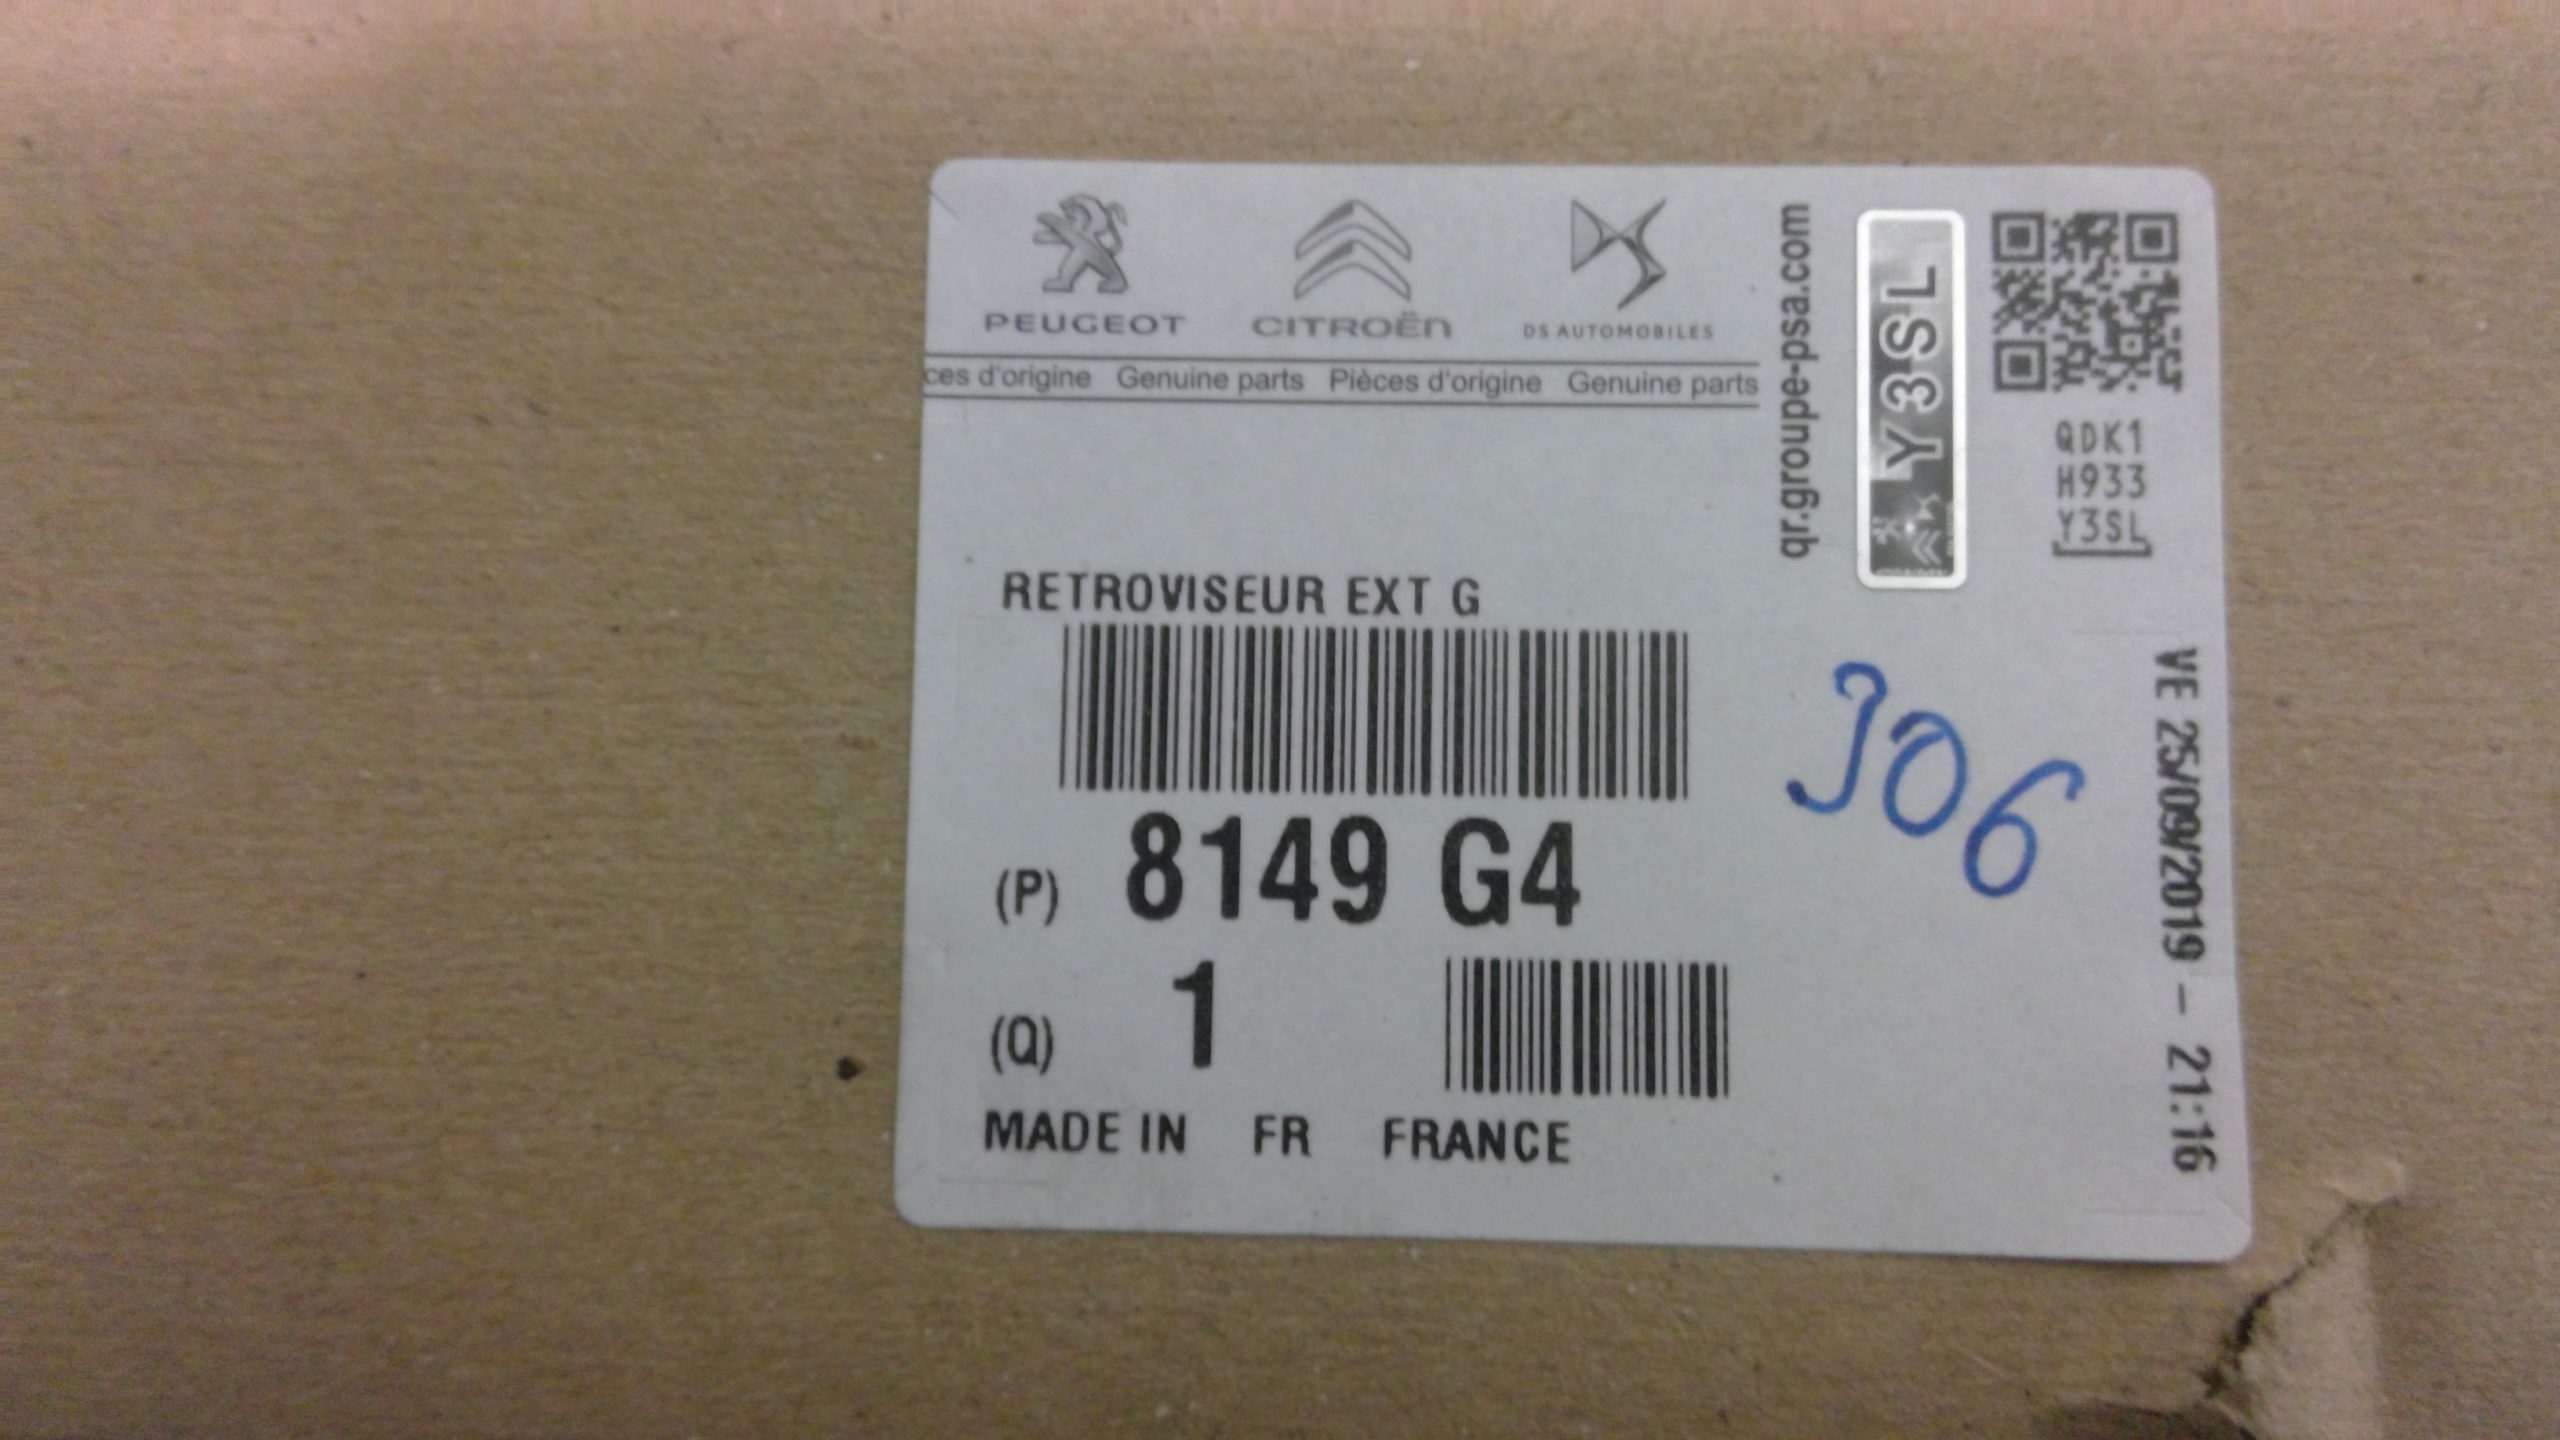 PEUGEOT
CITROËN
DS AUTOMOBILES
ces d'origine Genuine parts Pièces d'origine Genuine parts
qr.groupe-psa.com
Y3SL
QDK1
H933
Y3SL
RETROVISEUR EXT G
306
(P) 8149 G4
(Q) 1
MADE IN FR FRANCE
VE 25/09/2019 - 21:16